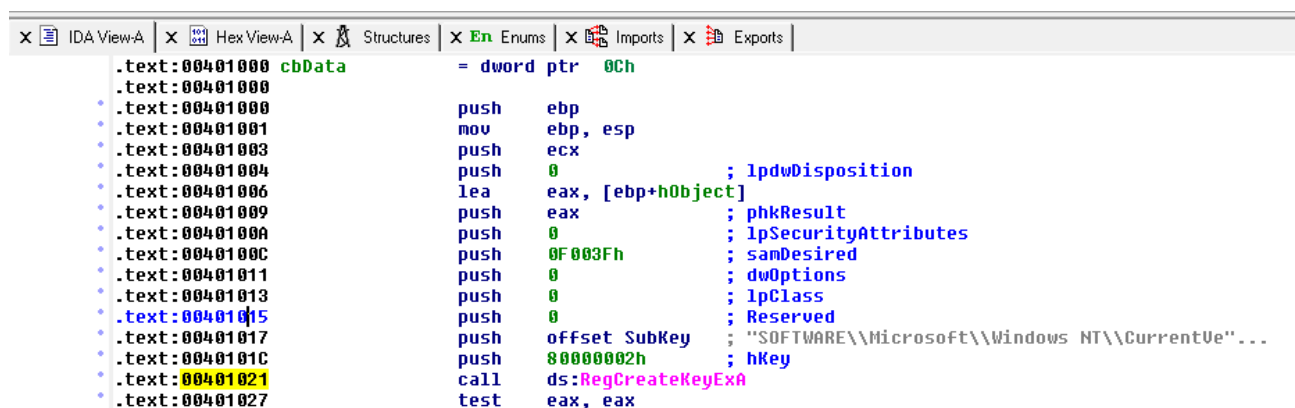 x IDA View-A x Hex View-A x Structures x En Enums x Imports x Exports
.text:00401000 cbData = dword ptr 0Ch
.text:00401000
.text:00401000 push ebp
.text:00401001 mov ebp, esp
.text:00401003 push ecx
.text:00401004 push 0 ; lpdwDisposition
.text:00401006 lea eax, [ebp+hObject]
.text:00401009 push eax ; phkResult
.text:0040100A push 0 ; lpSecurityAttributes
.text:0040100C push 0F003Fh ; samDesired
.text:00401011 push 0 ; dwOptions
.text:00401013 push 0 ; lpClass
.text:00401015 push 0 ; Reserved
.text:00401017 push offset SubKey ; "SOFTWARE\\Microsoft\\Windows NT\\CurrentVe"...
.text:0040101C push 80000002h ; hKey
.text:00401021 call ds:RegCreateKeyExA
.text:00401027 test eax, eax